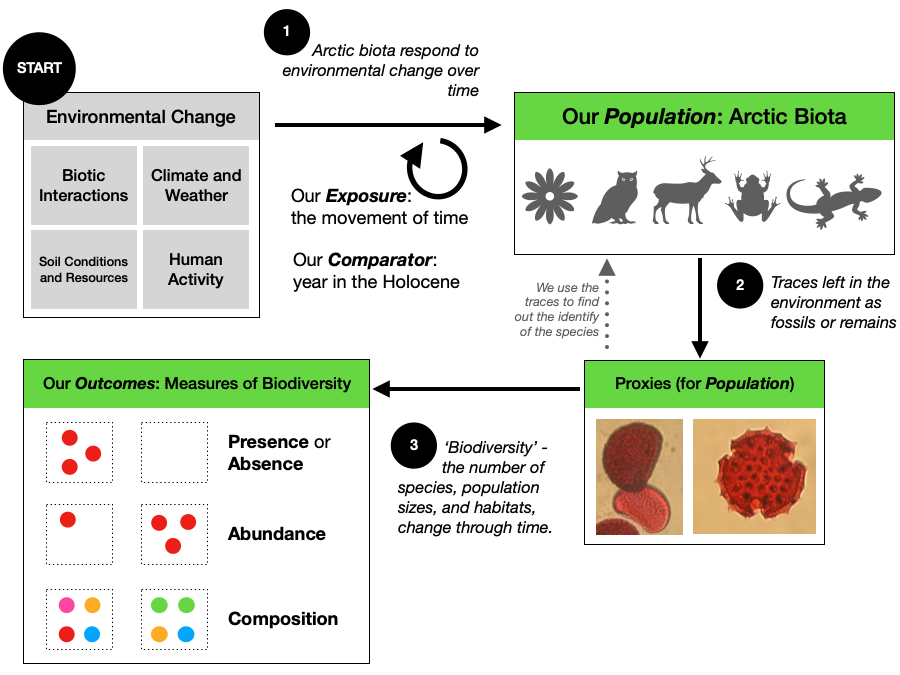 START
Environmental Change
Biotic
Interactions
Climate and
Weather
Soil Conditions
and Resources
Human
Activity
1
Arctic biota respond to
environmental change over
time
Our Exposure:
the movement of time
Our Comparator:
year in the Holocene
Our Population: Arctic Biota
We use the
traces to find
out the identify
of the species
2
Traces left in the
environment as
fossils or remains
Proxies (for Population)
3
‘Biodiversity’ -
the number of
species, population
sizes, and habitats,
change through time.
Our Outcomes: Measures of Biodiversity
Presence or
Absence
Abundance
Composition